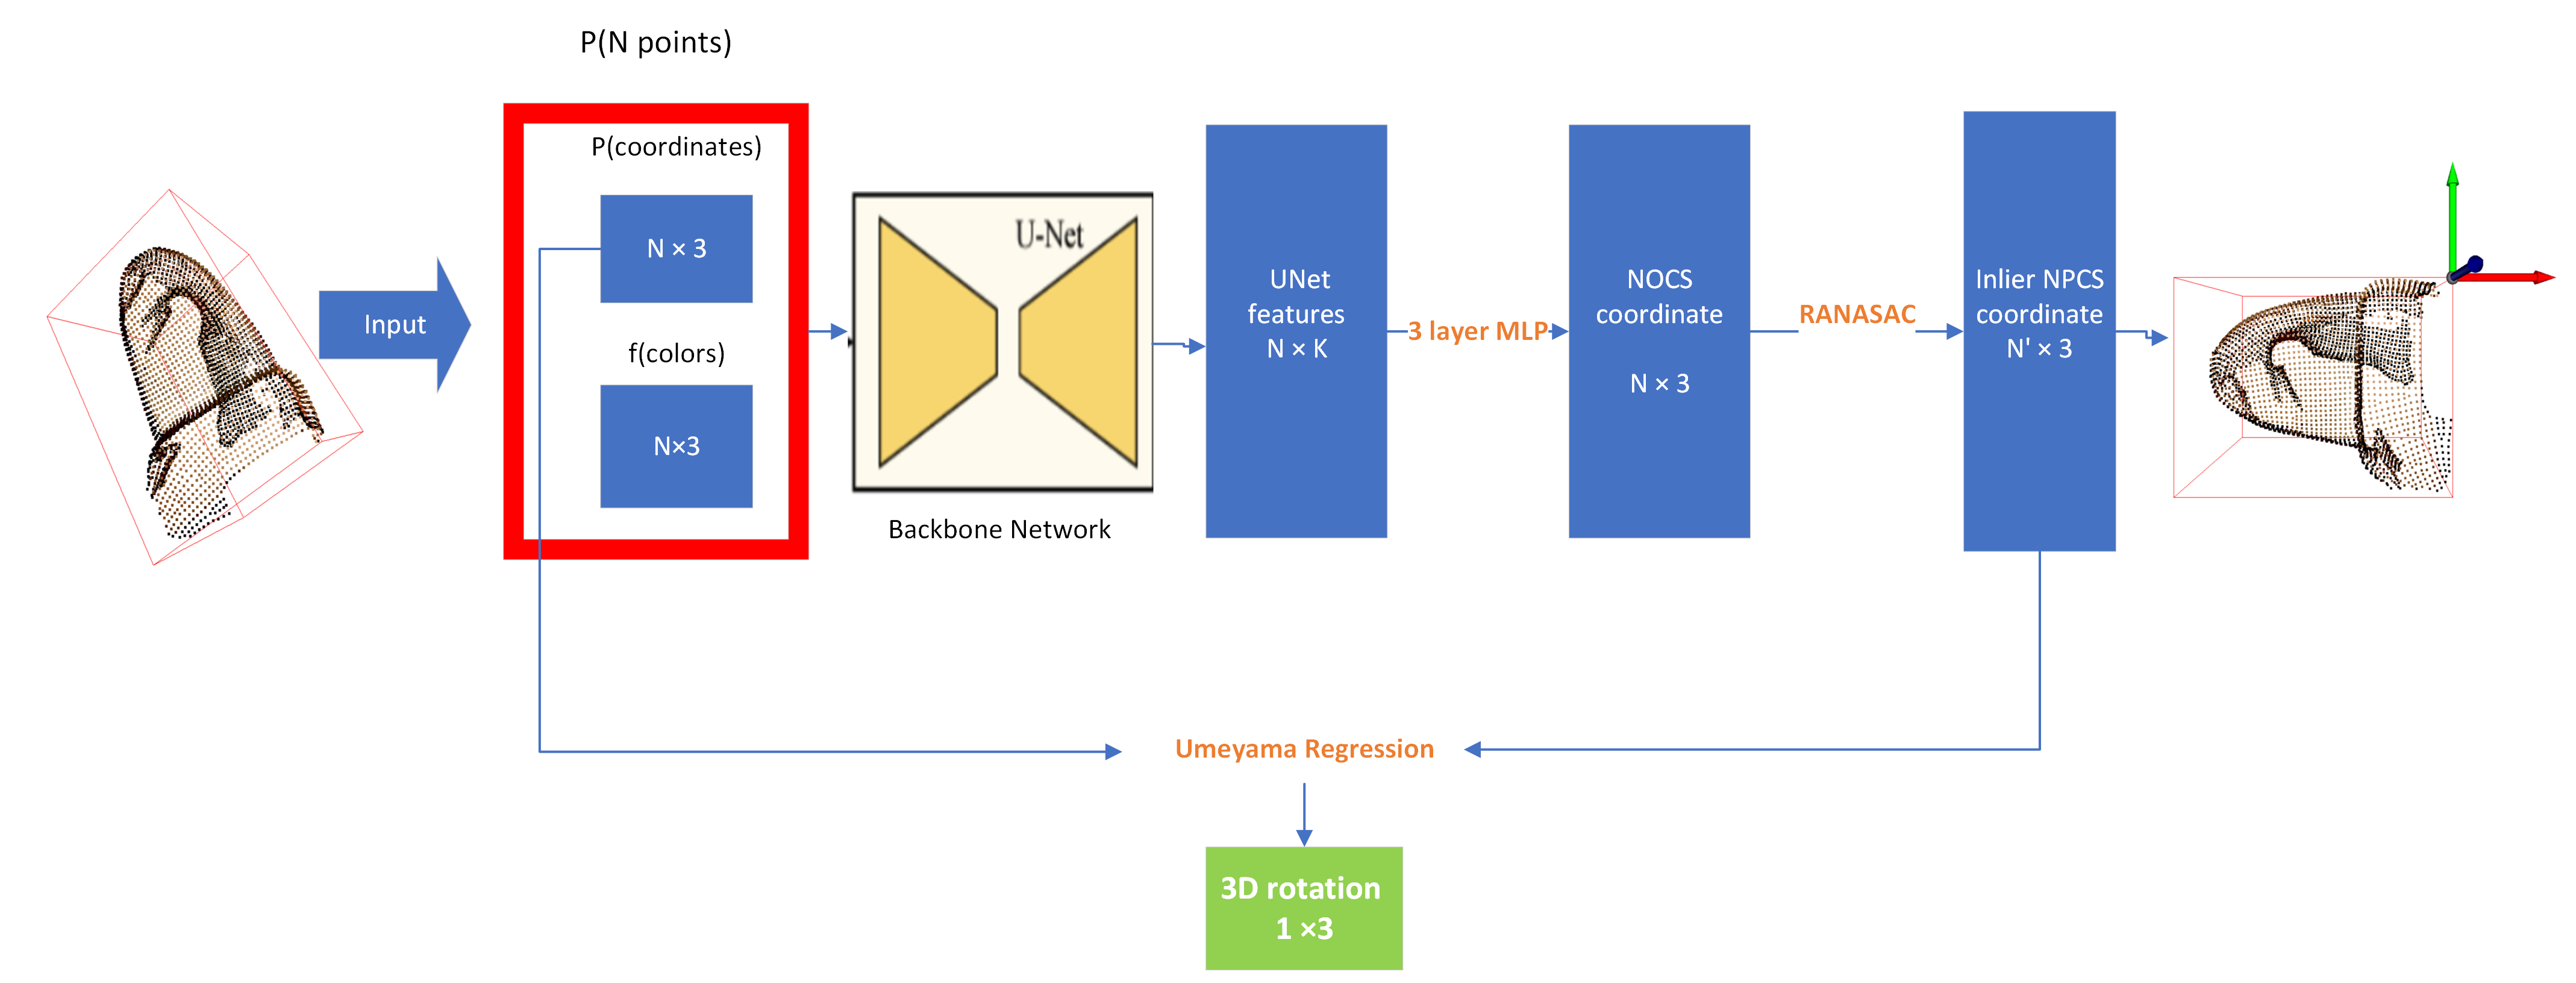 P(N points)
P(coordinates)
N × 3
f(colors)
N×3
Input
U-Net
Backbone Network
UNet
features
N × K
3 layer MLP
NOCS
coordinate
N × 3
RANASAC
Inlier NPCS
coordinate
N' × 3
Umeyama Regression
3D rotation
1 ×3